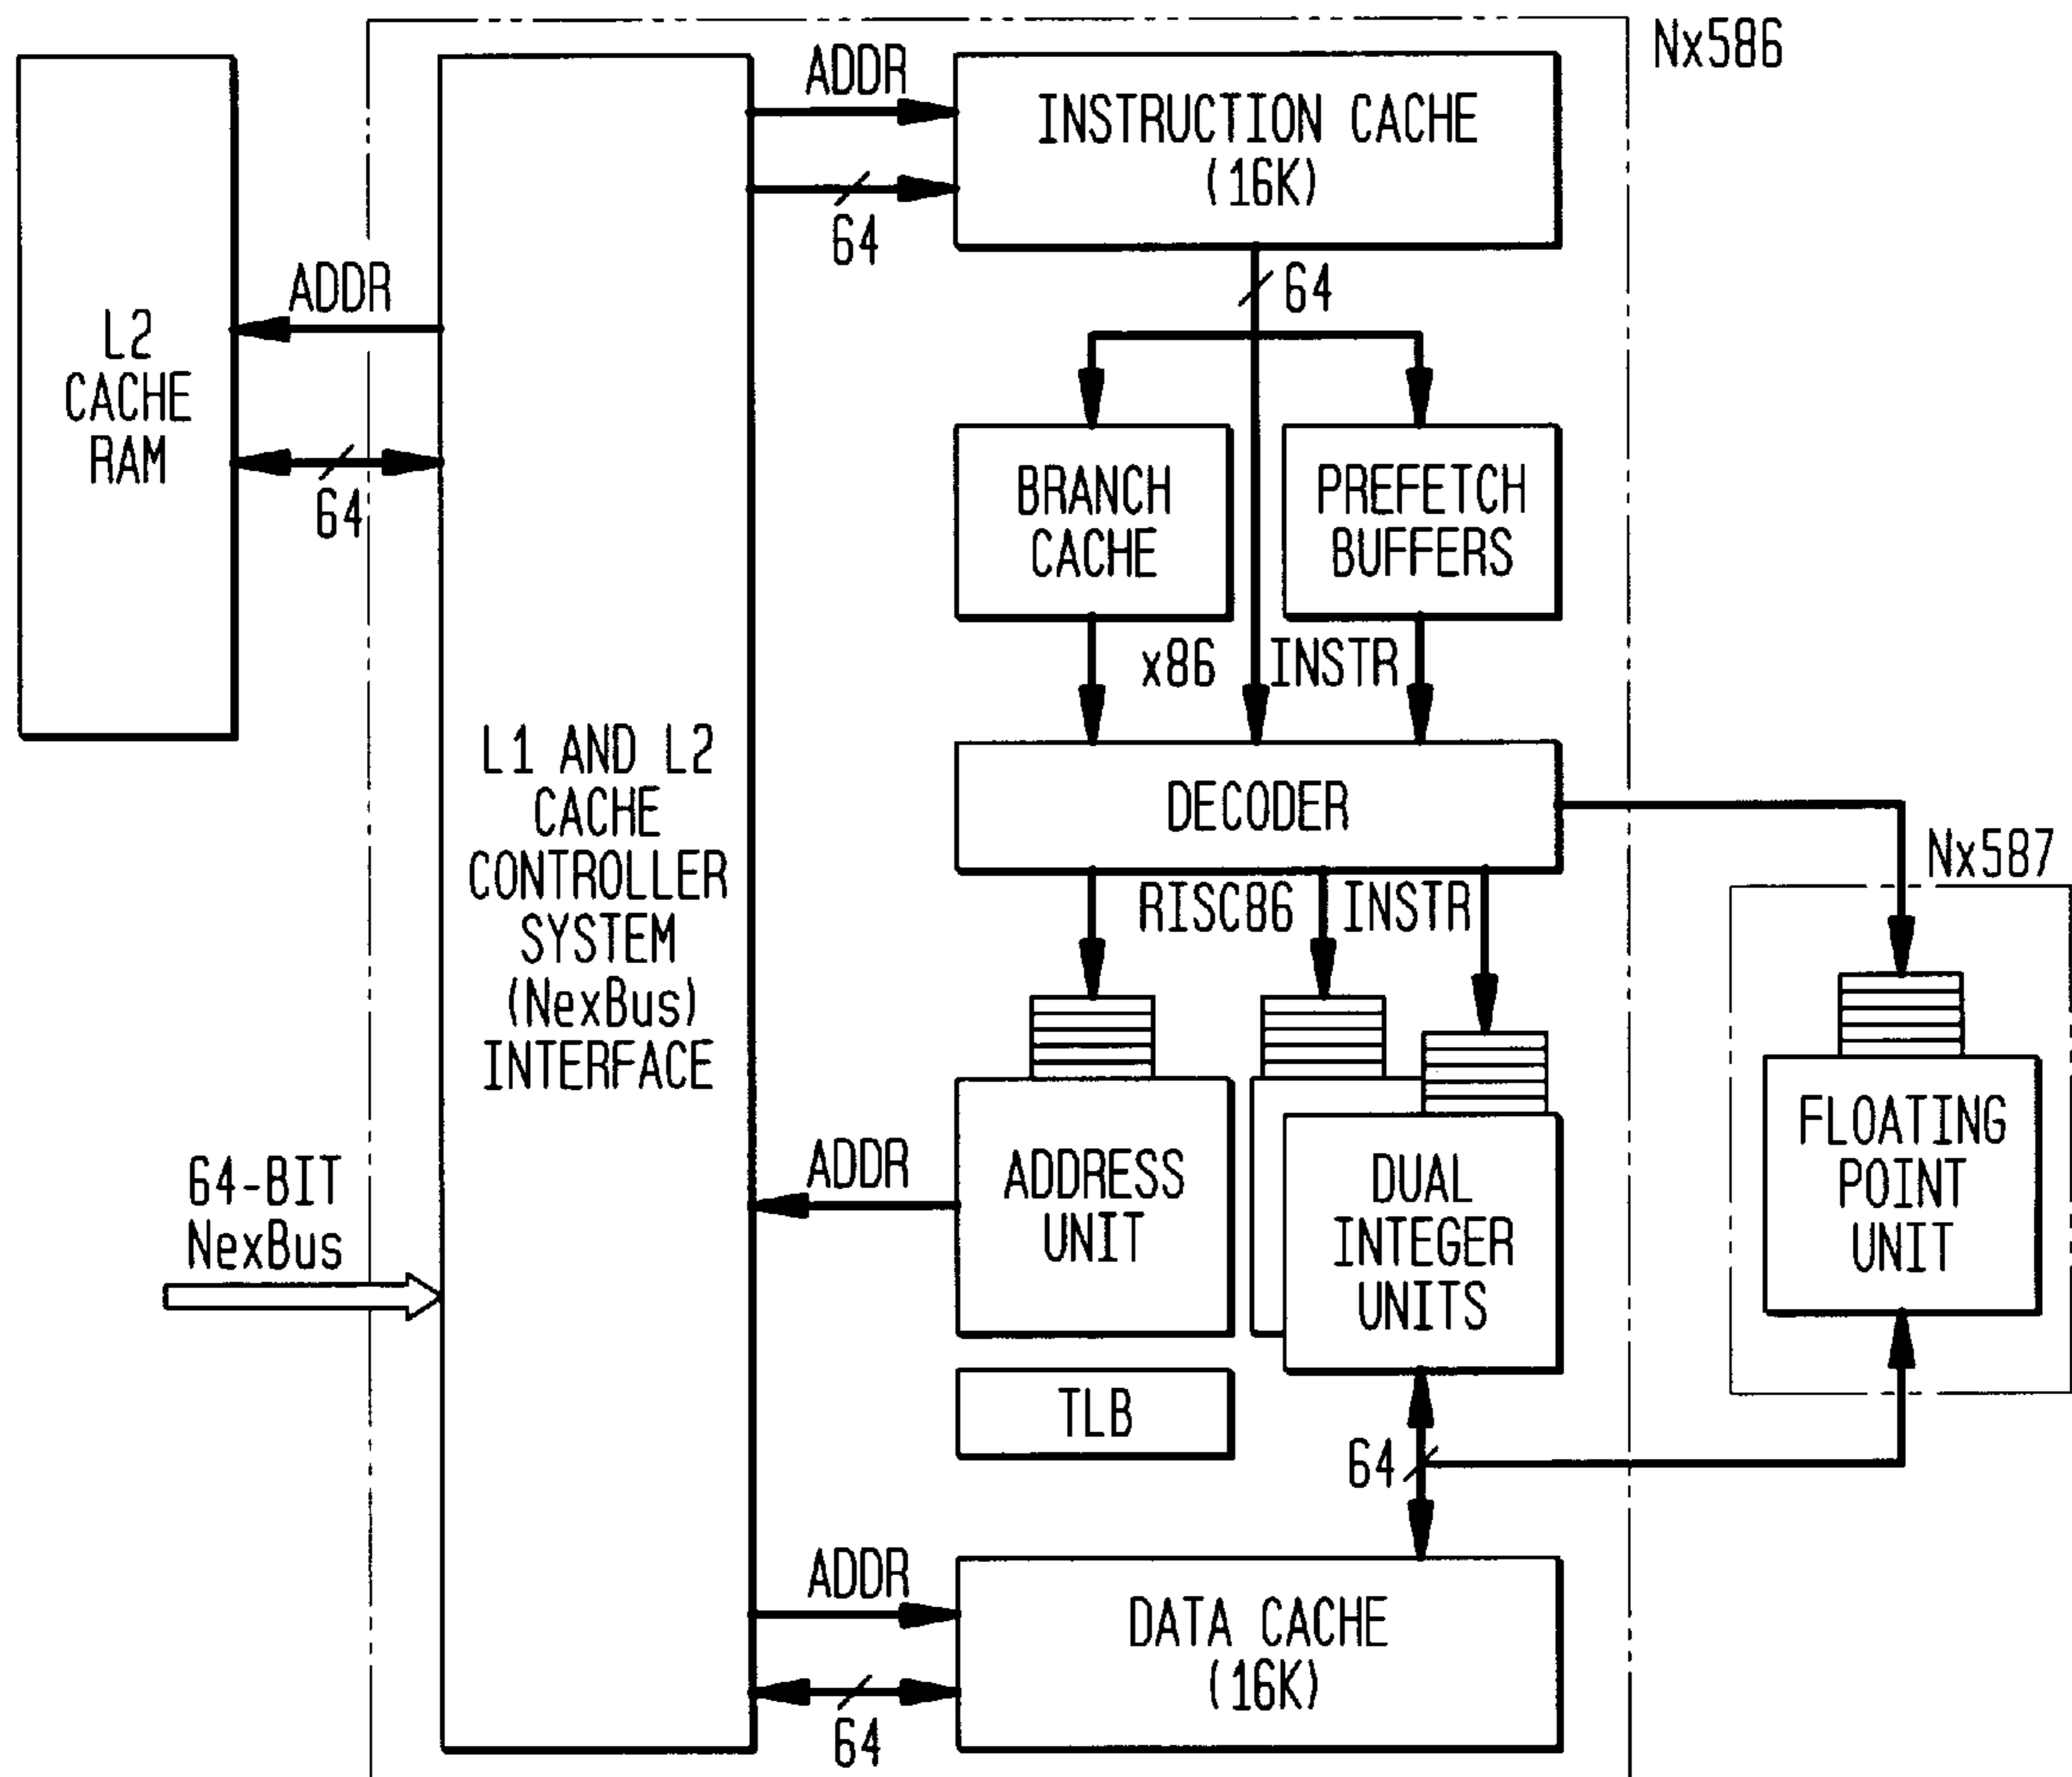 Nx586
ADDR
INSTRUCTION CACHE
(16K)
64
64
ADDR
L2
CACHE
RAM
64
BRANCH
CACHE
PREFETCH
BUFFERS
x86 INSTR
L1 AND L2
CACHE
CONTROLLER
SYSTEM
(NexBus)
INTERFACE
DECODER
Nx587
RISC86 INSTR
64-BIT
NexBus
ADDR
ADDRESS
UNIT
DUAL
INTEGER
UNITS
FLOATING
POINT
UNIT
TLB
64
ADDR
DATA CACHE
(16K)
64